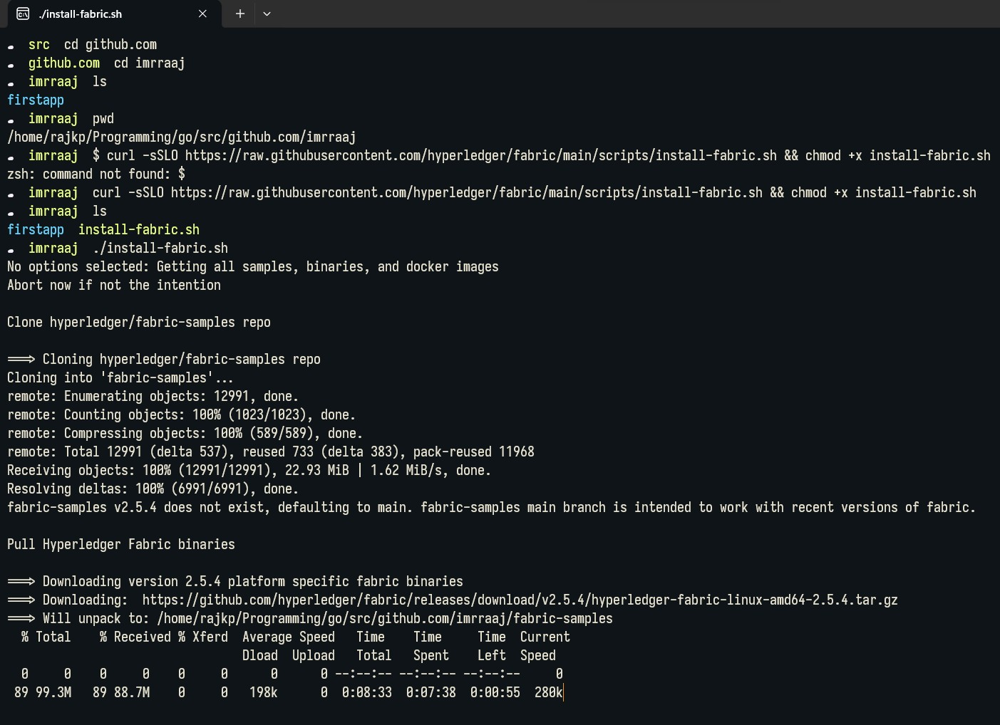 ./install-fabric.sh
src cd github.com
github.com cd imrraaj
imrraaj ls
firstapp
imrraaj pwd
/home/rajkp/Programming/go/src/github.com/imrraaj
imrraaj $ curl -sSLO https://raw.githubusercontent.com/hyperledger/fabric/main/scripts/install-fabric.sh && chmod +x install-fabric.sh
zsh: command not found: $
imrraaj curl -sSLO https://raw.githubusercontent.com/hyperledger/fabric/main/scripts/install-fabric.sh && chmod +x install-fabric.sh
imrraaj ls
firstapp install-fabric.sh
imrraaj ./install-fabric.sh
No options selected: Getting all samples, binaries, and docker images
Abort now if not the intention
Clone hyperledger/fabric-samples repo
===> Cloning hyperledger/fabric-samples repo
Cloning into 'fabric-samples'...
remote: Enumerating objects: 12991, done.
remote: Counting objects: 100% (1023/1023), done.
remote: Compressing objects: 100% (589/589), done.
remote: Total 12991 (delta 537), reused 733 (delta 383), pack-reused 11968
Receiving objects: 100% (12991/12991), 22.93 MiB | 1.62 MiB/s, done.
Resolving deltas: 100% (6991/6991), done.
fabric-samples v2.5.4 does not exist, defaulting to main. fabric-samples main branch is intended to work with recent versions of fabric.
Pull Hyperledger Fabric binaries
===> Downloading version 2.5.4 platform specific fabric binaries
===> Downloading: https://github.com/hyperledger/fabric/releases/download/v2.5.4/hyperledger-fabric-linux-amd64-2.5.4.tar.gz
===> Will unpack to: /home/rajkp/Programming/go/src/github.com/imrraaj/fabric-samples
% Total % Received % Xferd Average Speed Time Time Time Current
Dload Upload Total Spent Left Speed
0 0 0 0 0 0 0 0 --:--:-- --:--:-- --:--:-- 0
89 99.3M 89 88.7M 0 0 198k 0 0:08:33 0:07:38 0:00:55 280k